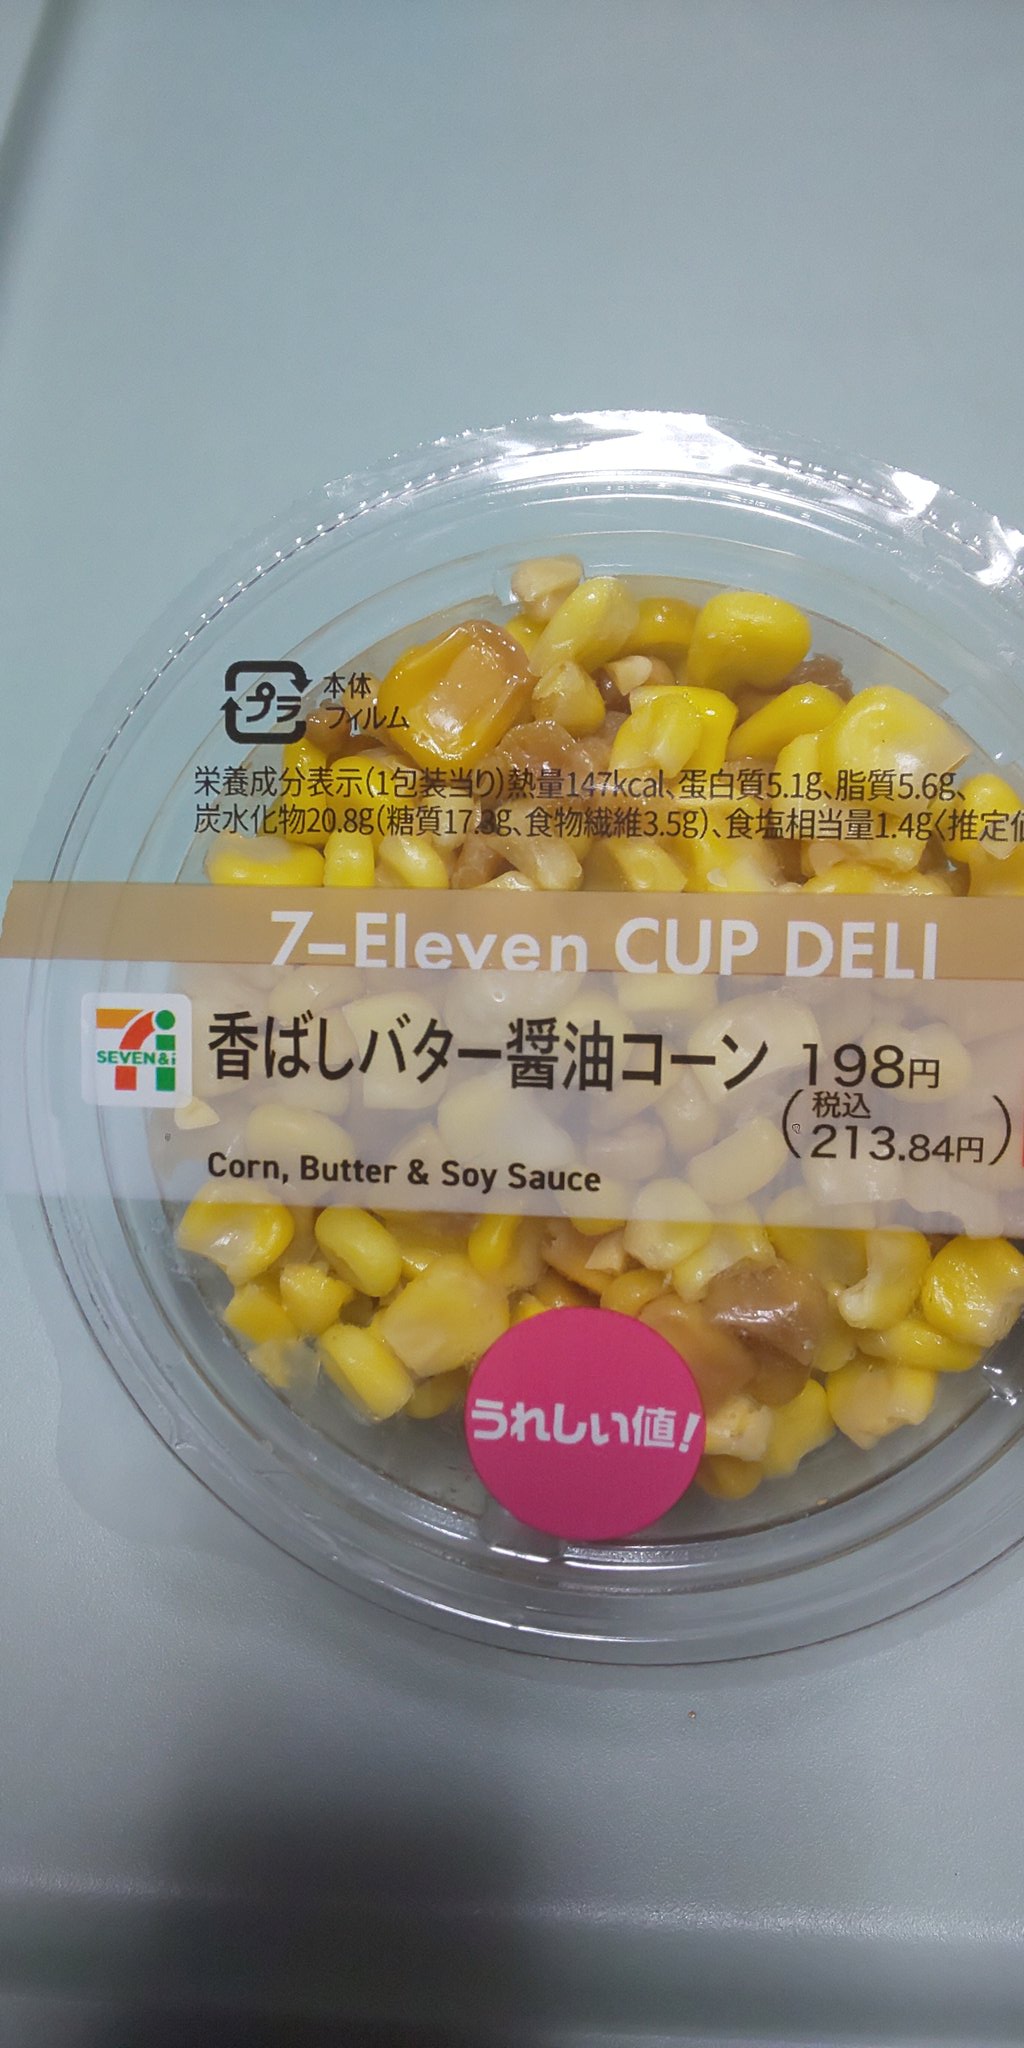 プラ
本体
フィルム
栄養成分表示(1包装当り)熱量147kcal、蛋白質5.1g、脂質5.6g、
炭水化物20.8g(糖質17.3g、食物繊維3.5g)、食塩相当量1.4g〈推定値
7-Eleven CUP DELI
SEVEN&i
香ばしバター醤油コーン 198円
(税込
213.84円)
Corn, Butter & Soy Sauce
うれしい値!